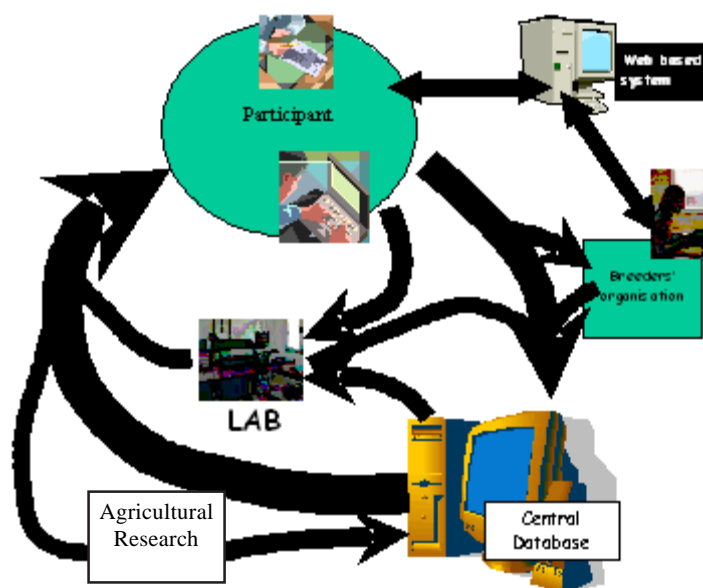 Participant
Web based
system
Breeders'
organisation
LAB
Agricultural
Research
Central
Database